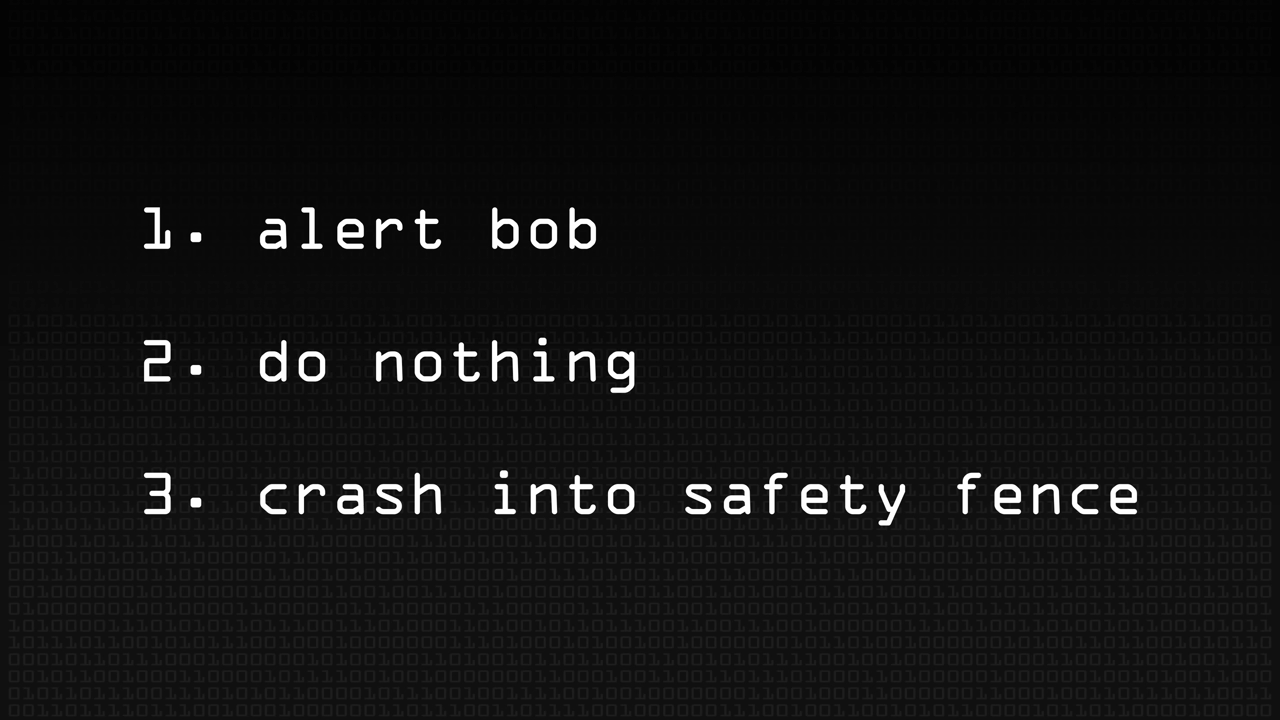 1. alert bob
2. do nothing
3. crash into safety fence